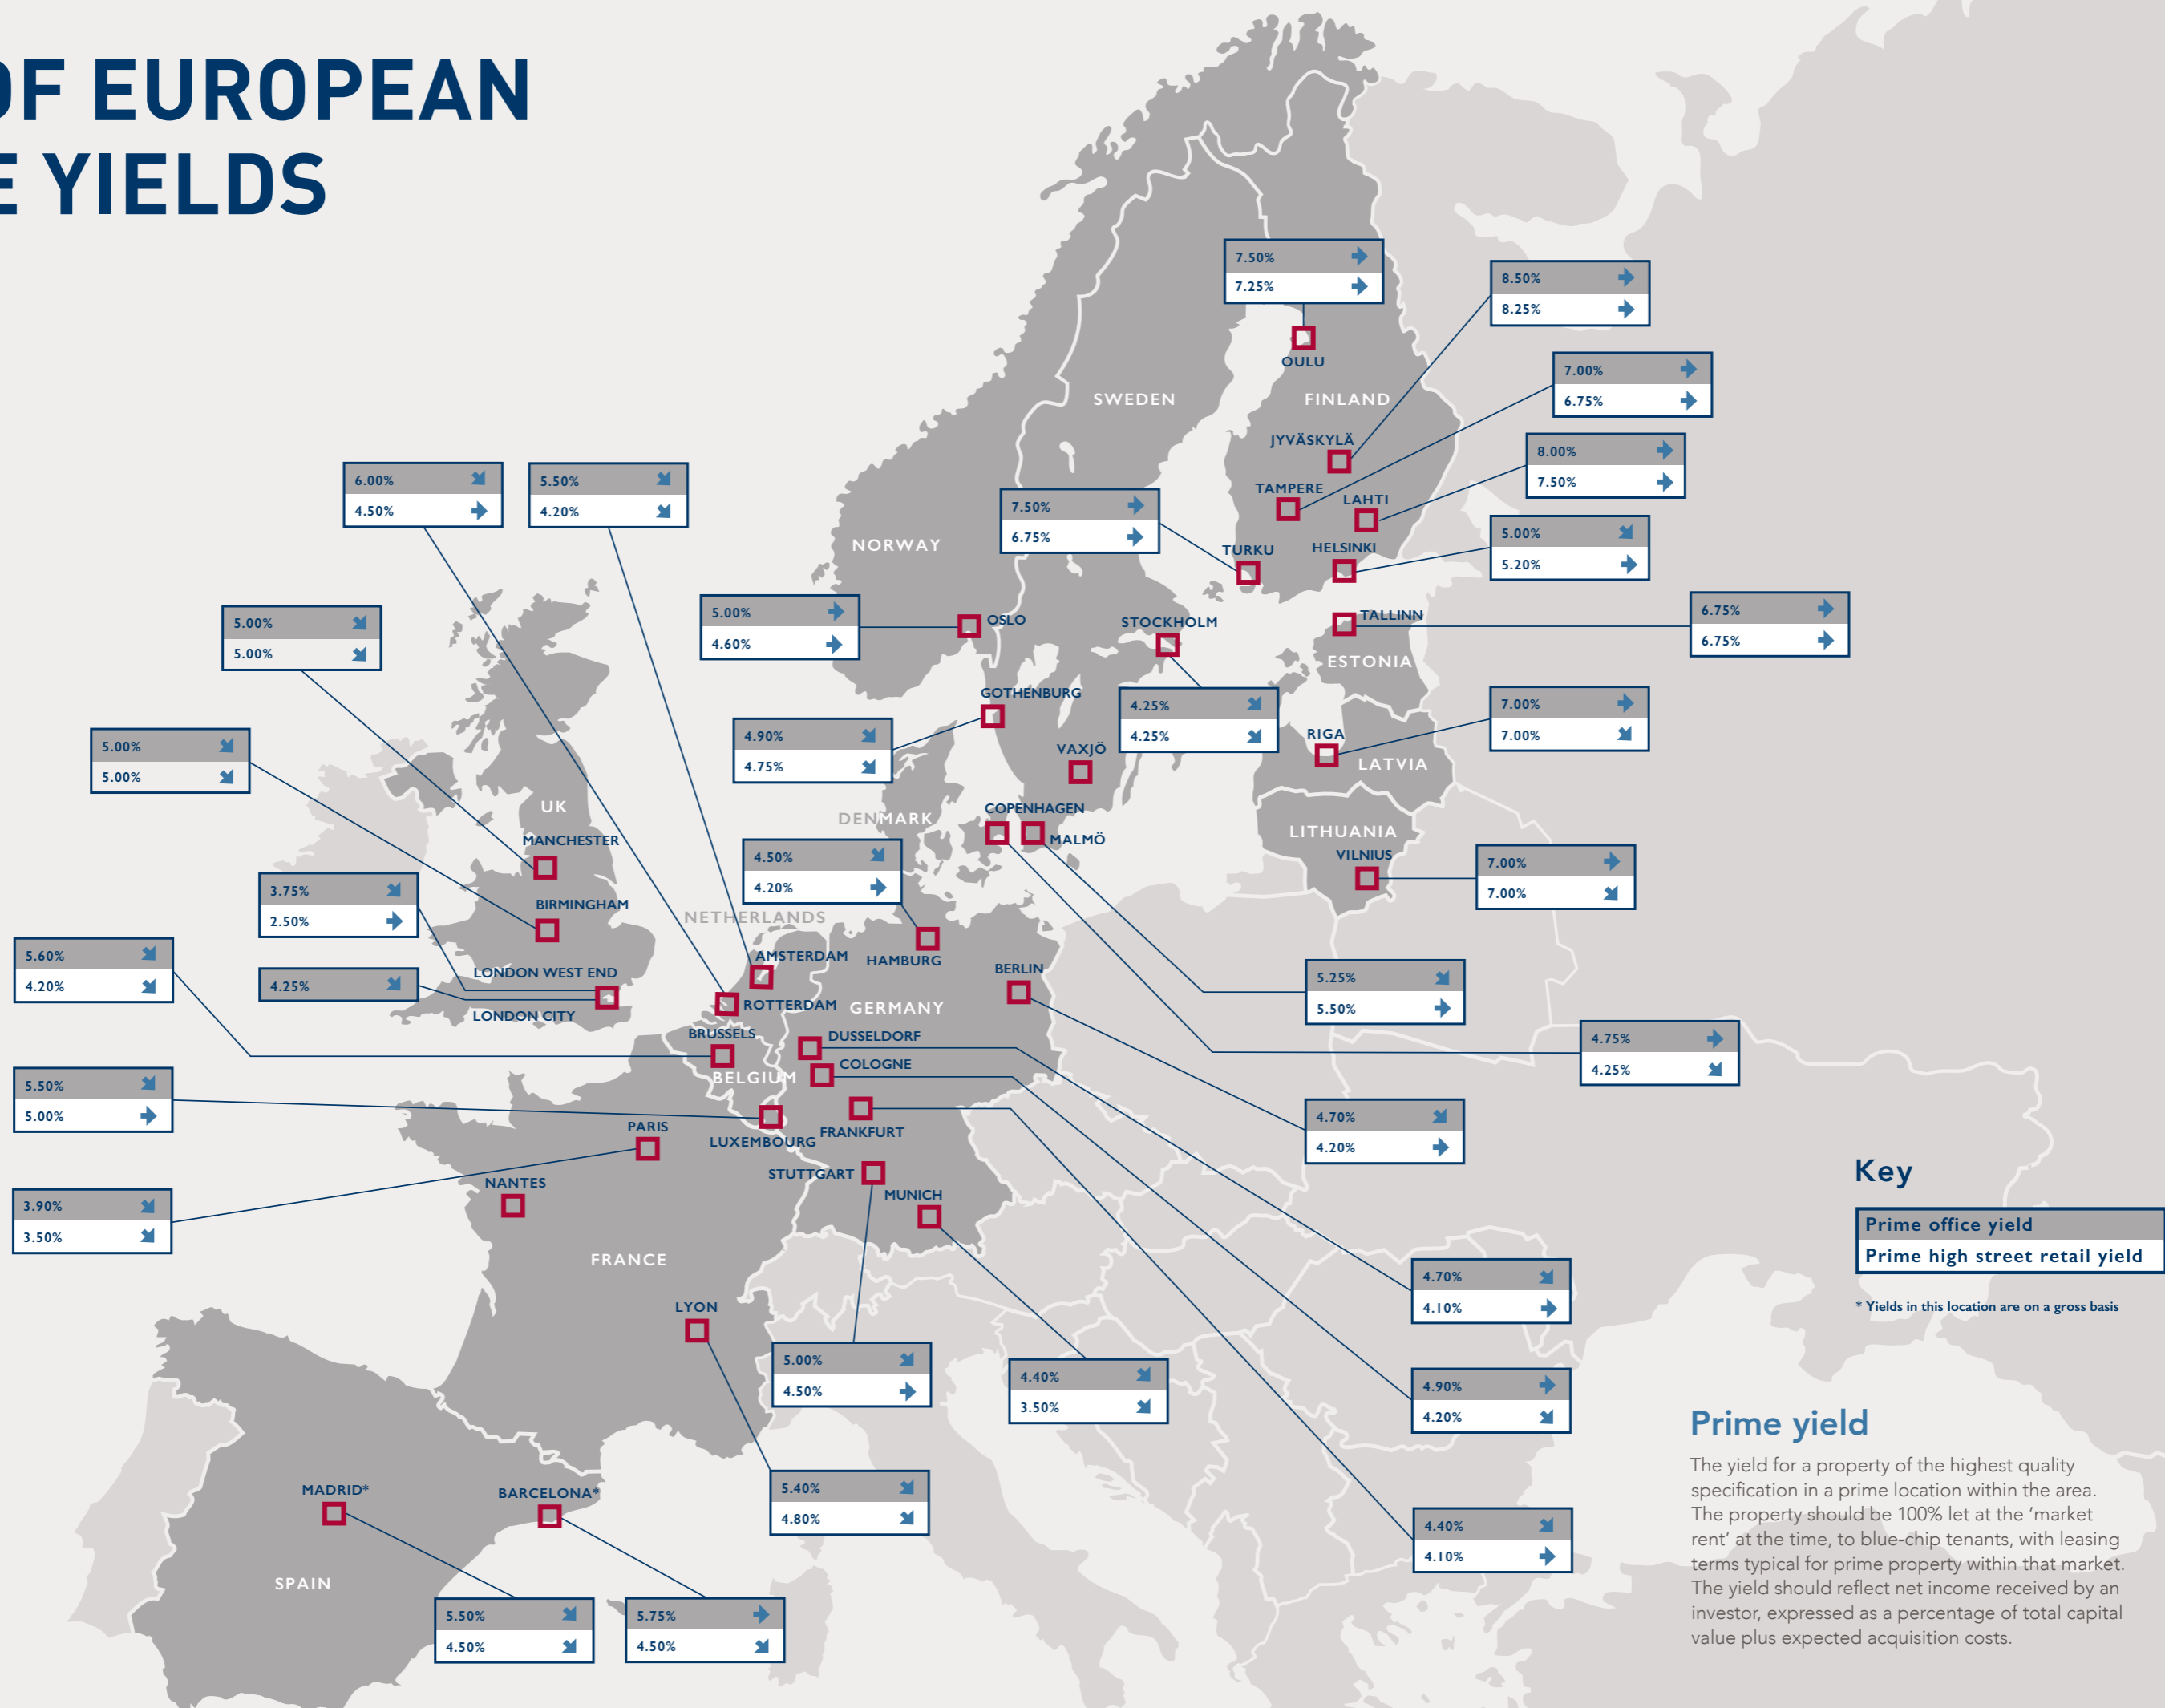 OF EUROPEAN
E YIELDS
7.50%
7.25%
OULU
8.50%
8.25%
7.00%
6.75%
SWEDEN
FINLAND
JYVÄSKYLÄ
8.00%
7.50%
6.00%
4.50%
5.50%
4.20%
TAMPERE
LAHTI
7.50%
6.75%
NORWAY
TURKU
HELSINKI
5.00%
5.20%
5.00%
5.00%
5.00%
4.60%
OSLO
STOCKHOLM
TALLINN
6.75%
6.75%
ESTONIA
GOTHENBURG
4.25%
4.25%
7.00%
7.00%
5.00%
5.00%
4.90%
4.75%
VAXJÖ
RIGA
LATVIA
UK
DENMARK
COPENHAGEN
MALMÖ
LITHUANIA
MANCHESTER
4.50%
4.20%
VILNIUS
7.00%
7.00%
3.75%
2.50%
BIRMINGHAM
NETHERLANDS
5.60%
4.20%
4.25%
LONDON WEST END
LONDON CITY
AMSTERDAM
HAMBURG
BERLIN
5.25%
5.50%
ROTTERDAM
GERMANY
BRUSSELS
DUSSELDORF
4.75%
4.25%
BELGIUM
COLOGNE
5.50%
5.00%
PARIS
LUXEMBOURG
FRANKFURT
4.70%
4.20%
STUTTGART
MUNICH
NANTES
3.90%
3.50%
Key
Prime office yield
Prime high street retail yield
* Yields in this location are on a gross basis
FRANCE
4.70%
4.10%
LYON
5.00%
4.50%
4.40%
3.50%
4.90%
4.20%
MADRID*
BARCELONA*
5.40%
4.80%
4.40%
4.10%
SPAIN
5.50%
4.50%
5.75%
4.50%
Prime yield
The yield for a property of the highest quality
specification in a prime location within the area.
The property should be 100% let at the ‘market
rent’ at the time, to blue-chip tenants, with leasing
terms typical for prime property within that market.
The yield should reflect net income received by an
investor, expressed as a percentage of total capital
value plus expected acquisition costs.